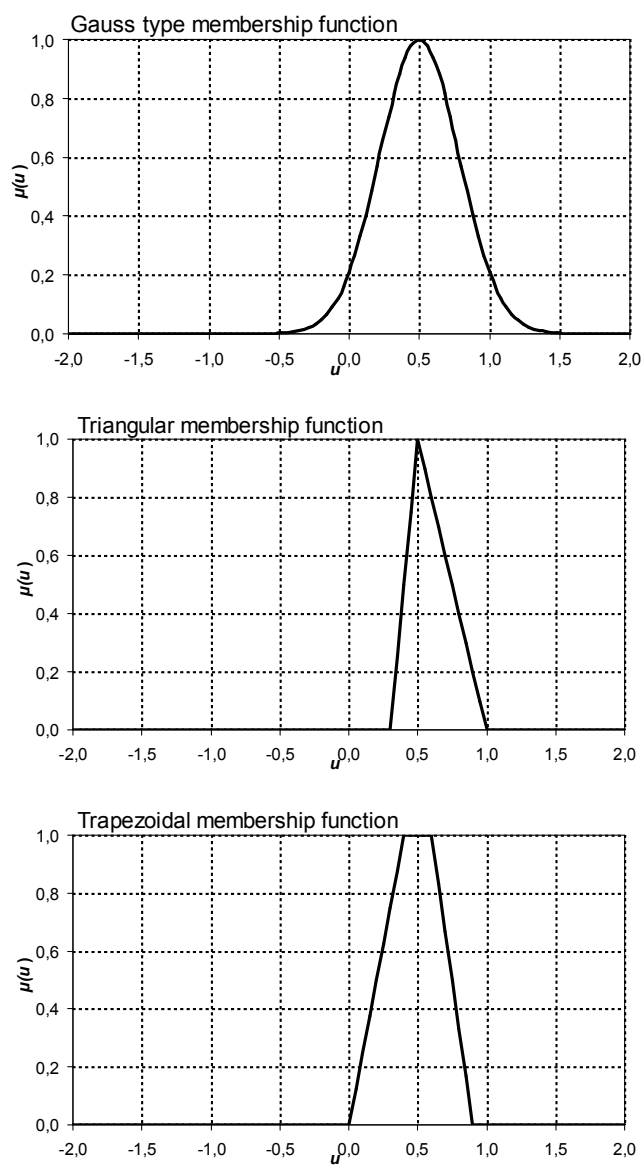 Gauss type membership function
1,0
0,8
0,6
0,4
0,2
0,0
μ(u)
-2,0 -1,5 -1,0 -0,5 0,0 0,5 1,0 1,5 2,0
u
Triangular membership function
1,0
0,8
0,6
0,4
0,2
0,0
μ(u)
-2,0 -1,5 -1,0 -0,5 0,0 0,5 1,0 1,5 2,0
u
Trapezoidal membership function
1,0
0,8
0,6
0,4
0,2
0,0
μ(u)
-2,0 -1,5 -1,0 -0,5 0,0 0,5 1,0 1,5 2,0
u